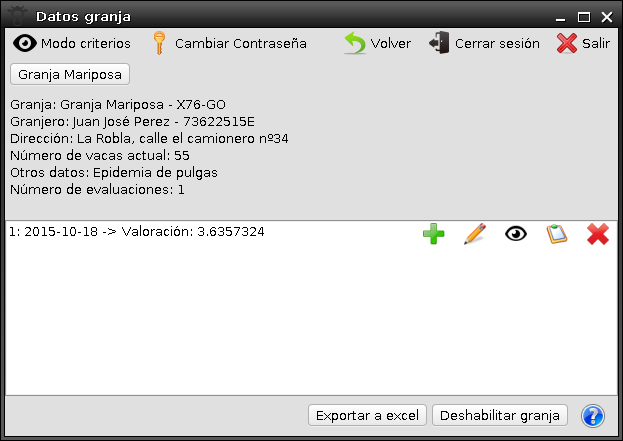 Datos granja
Modo criterios Cambiar Contraseña Volver Cerrar sesión Salir
Granja Mariposa
Granja: Granja Mariposa - X76-GO
Granjero: Juan José Perez - 73622515E
Dirección: La Robla, calle el camionero nº34
Número de vacas actual: 55
Otros datos: Epidemia de pulgas
Número de evaluaciones: 1
1: 2015-10-18 -> Valoración: 3.6357324
Exportar a excel Deshabilitar granja ?